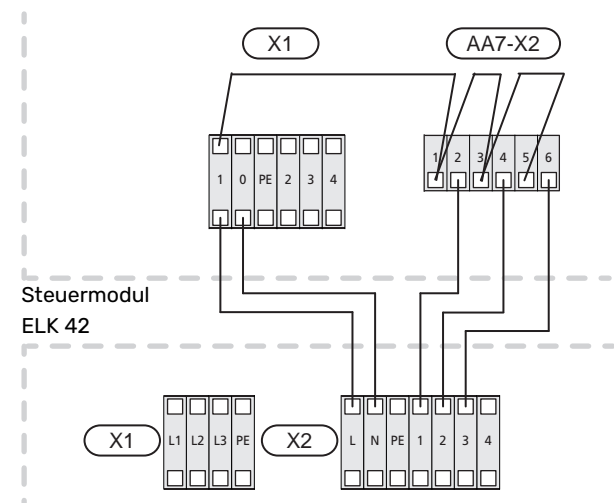 X1 AA7-X2
1 0 PE 2 3 4 1 2 3 4 5 6
Steuermodul
ELK 42
X1 L1 L2 L3 PE X2 L N PE 1 2 3 4